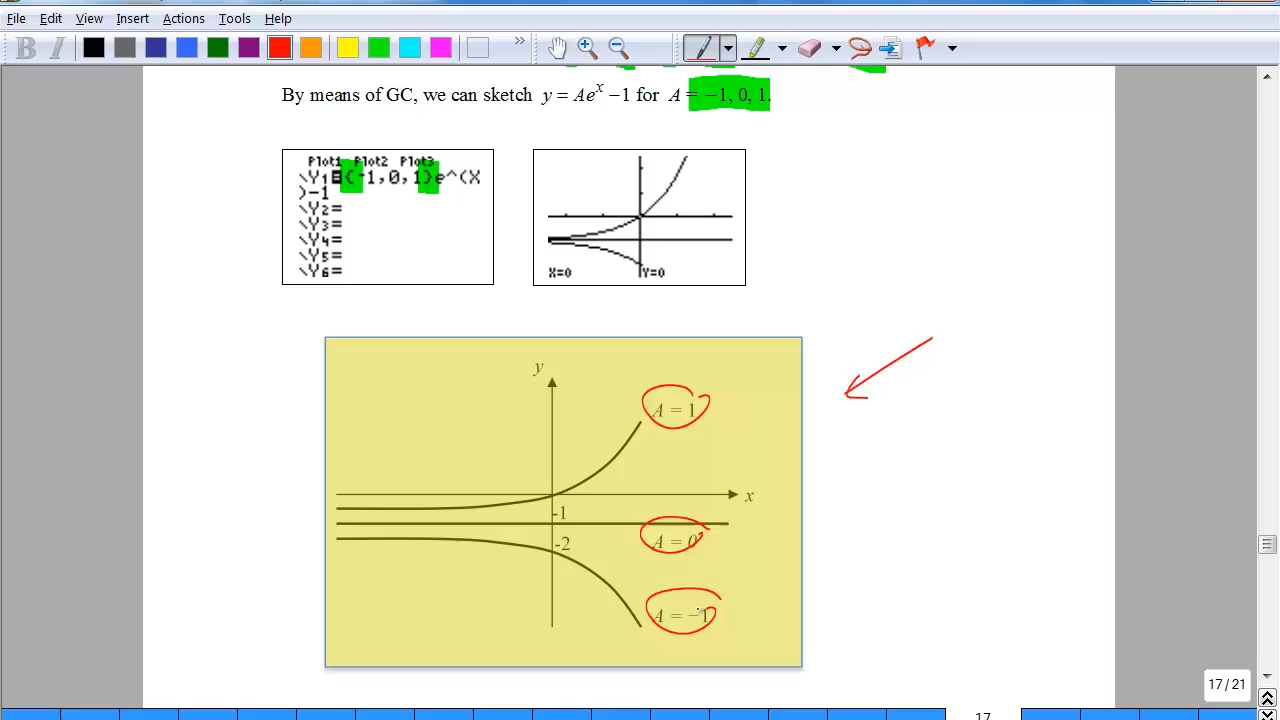 File Edit View Insert Actions Tools Help
B I »
By means of GC, we can sketch y = Ae^x −1 for A = −1, 0, 1.
Plot1 Plot2 Plot3
\Y1={-1,0,1}e^(X
)-1
\Y2=
\Y3=
\Y4=
\Y5=
\Y6=
X=0 Y=0
y
A = 1
x
-1
A = 0
-2
A = −1
17 / 21
17